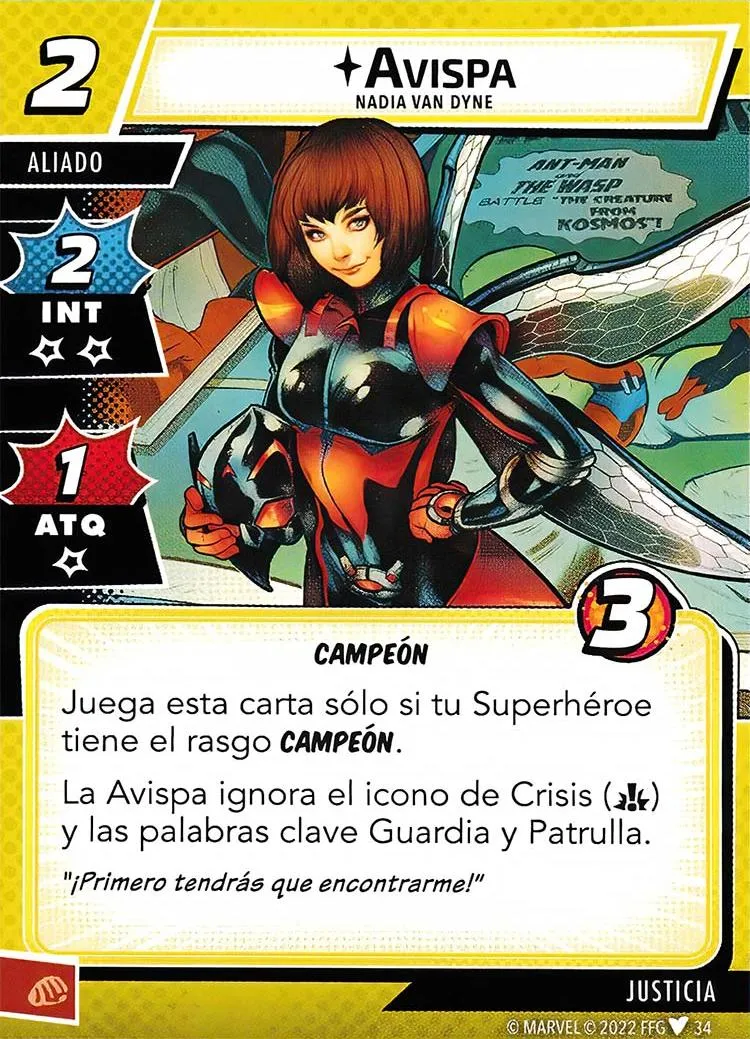 2
AVISPA
NADIA VAN DYNE
ALIADO
ANT-MAN
and
THE WASP
BATTLE "THE CREATURE
FROM
KOSMOS"!
2
INT
1
ATQ
3
CAMPEÓN
Juega esta carta sólo si tu Superhéroe
tiene el rasgo CAMPEÓN.
La Avispa ignora el icono de Crisis ( )
y las palabras clave Guardia y Patrulla.
"¡Primero tendrás que encontrarme!"
JUSTICIA
© MARVEL © 2022 FFG 34